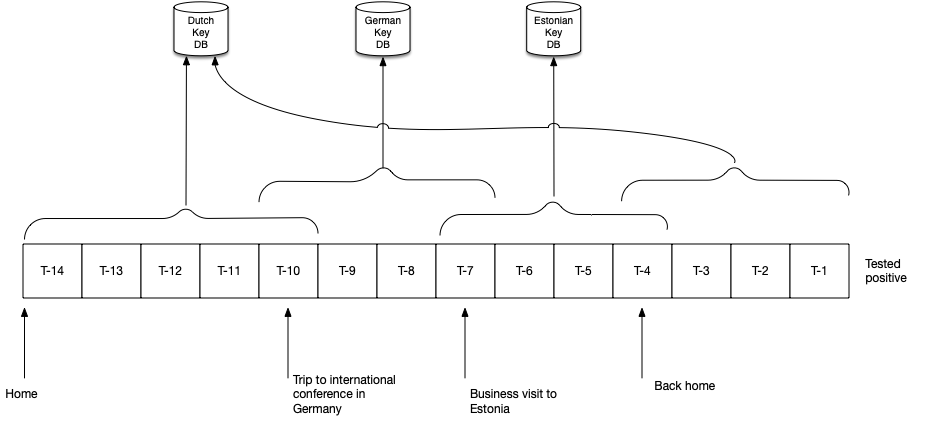 Dutch
Key
DB
German
Key
DB
Estonian
Key
DB
T-14 T-13 T-12 T-11 T-10 T-9 T-8 T-7 T-6 T-5 T-4 T-3 T-2 T-1
Tested
positive
Home
Trip to international
conference in
Germany
Business visit to
Estonia
Back home